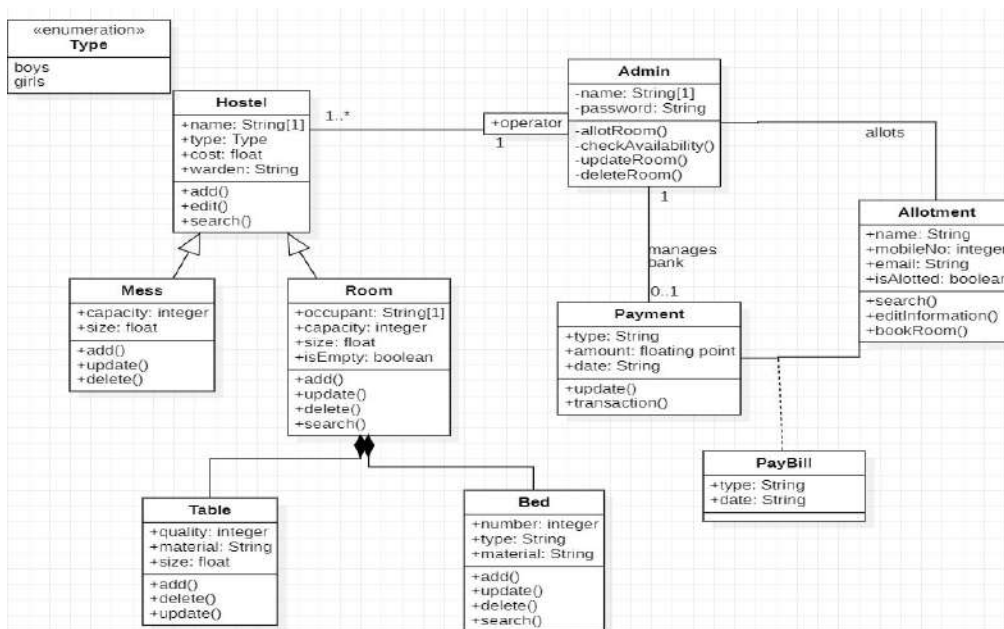 «enumeration»
Type
boys
girls
Hostel
+name: String[1]
+type: Type
+cost: float
+warden: String
+add()
+edit()
+search()
1..*
+operator
1
Admin
-name: String[1]
-password: String
-allotRoom()
-checkAvailability()
-updateRoom()
-deleteRoom()
allots
1
manages
bank
0..1
Allotment
+name: String
+mobileNo: integer
+email: String
+isAlotted: boolean
+search()
+editInformation()
+bookRoom()
Mess
+capacity: integer
+size: float
+add()
+update()
+delete()
Room
+occupant: String[1]
+capacity: integer
+size: float
+isEmpty: boolean
+add()
+update()
+delete()
+search()
Payment
+type: String
+amount: floating point
+date: String
+update()
+transaction()
PayBill
+type: String
+date: String
Table
+quality: integer
+material: String
+size: float
+add()
+delete()
+update()
Bed
+number: integer
+type: String
+material: String
+add()
+update()
+delete()
+search()